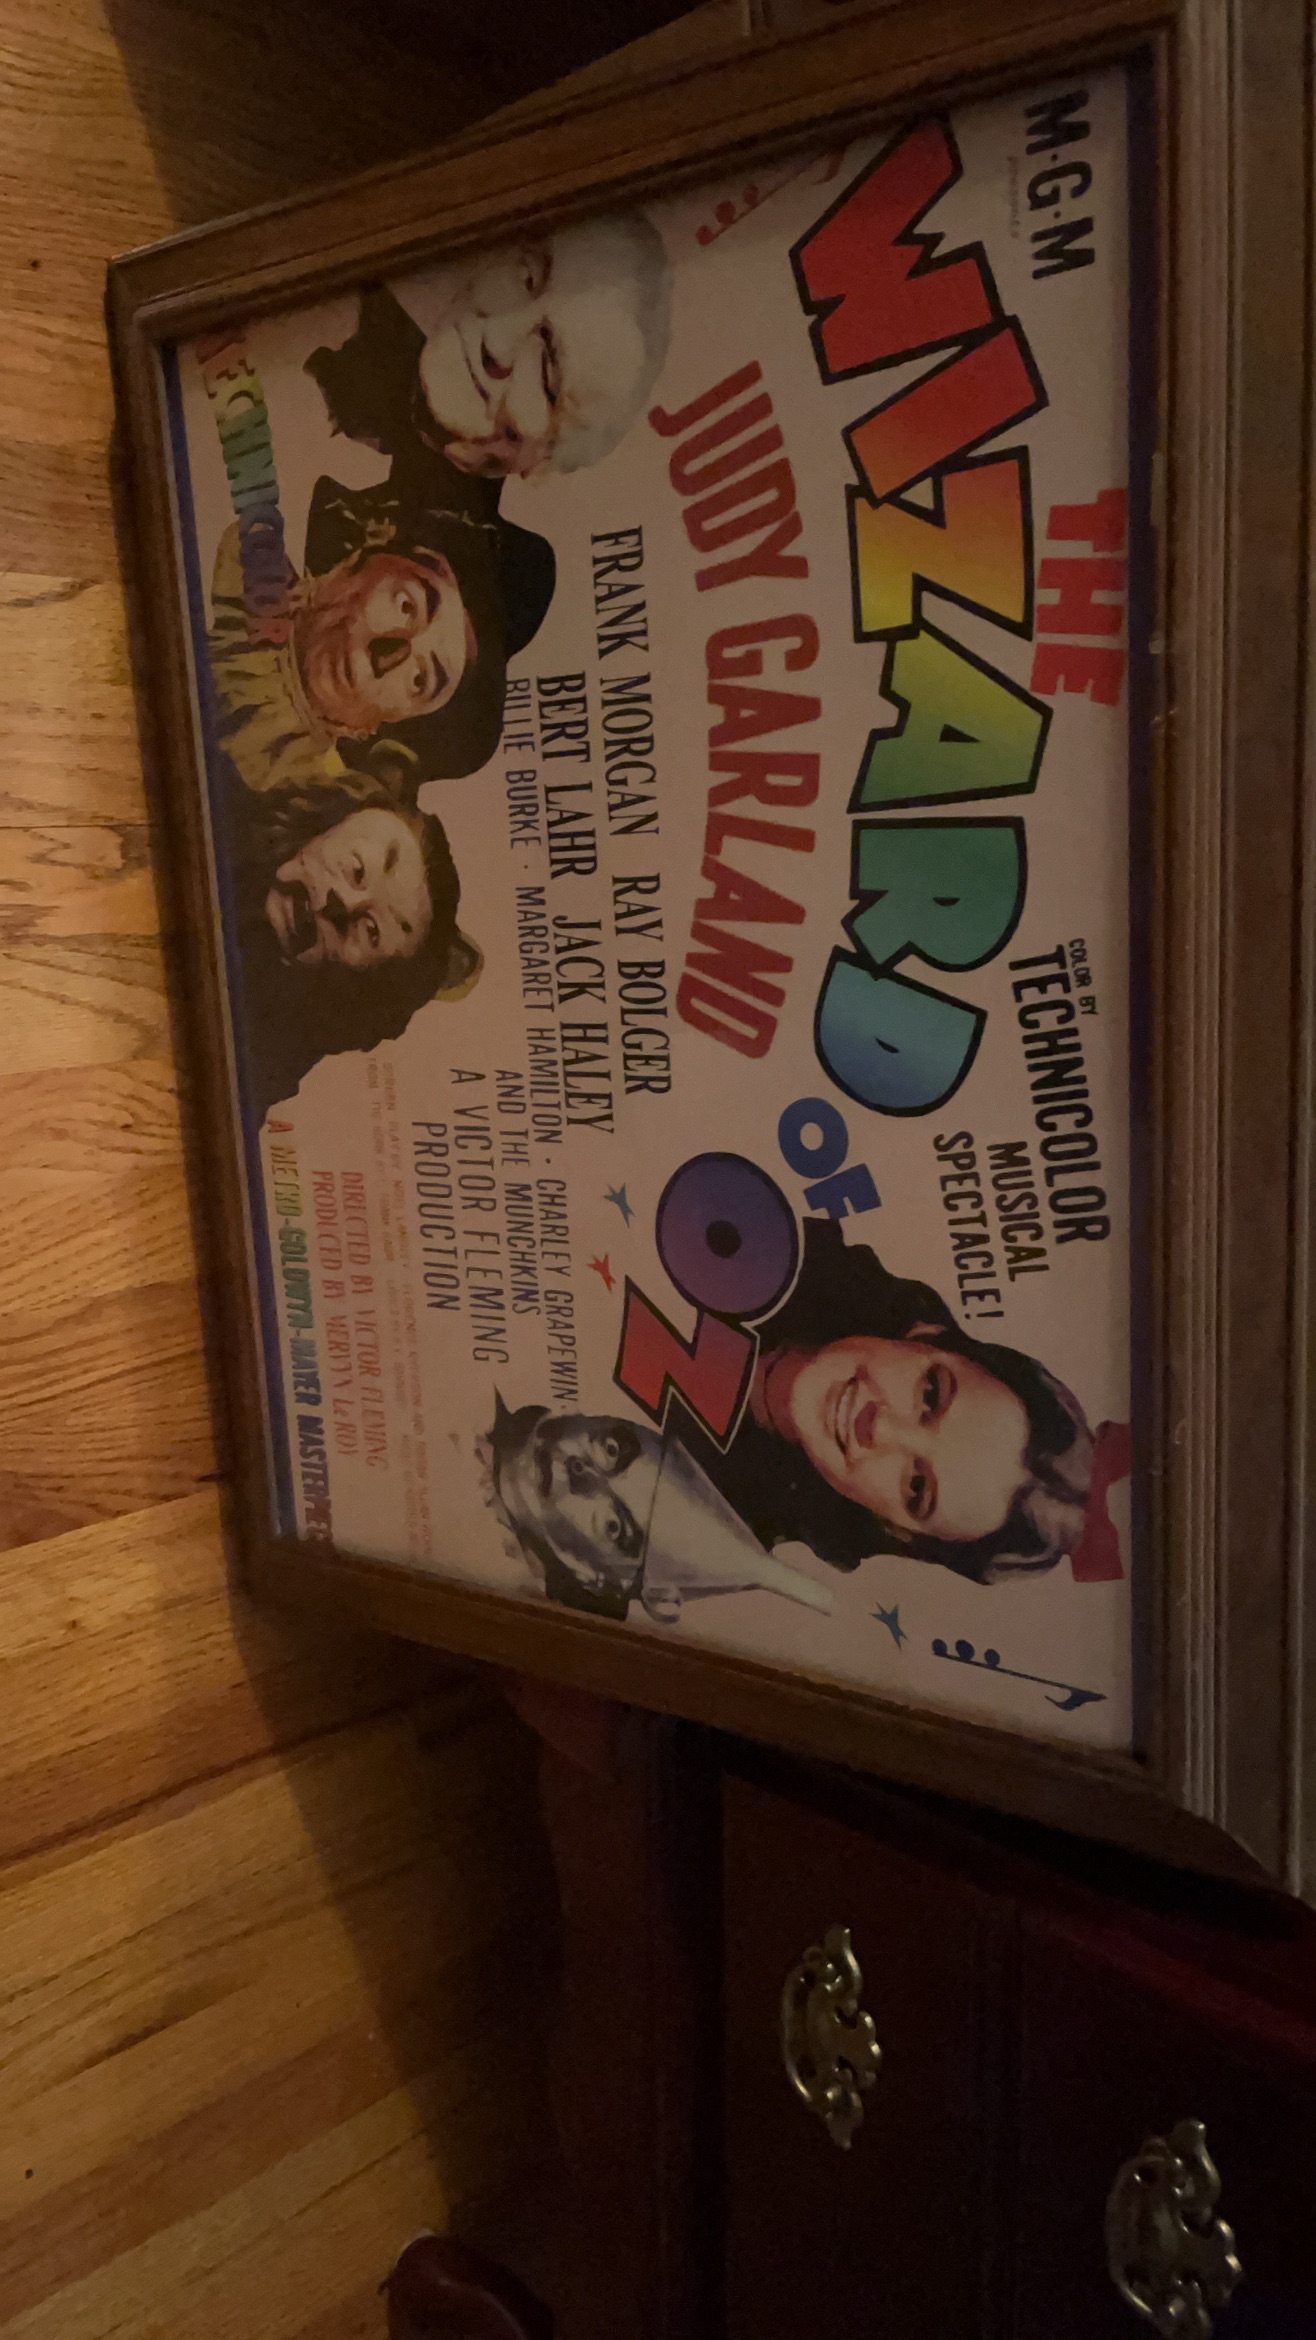 M·G·M
presents
THE
COLOR BY
TECHNICOLOR
MUSICAL
SPECTACLE!
WIZARD
OF
OZ
JUDY GARLAND
FRANK MORGAN RAY BOLGER
BERT LAHR JACK HALEY
BILLIE BURKE · MARGARET HAMILTON · CHARLEY GRAPEWIN
AND THE MUNCHKINS
A VICTOR FLEMING
PRODUCTION
DIRECTED BY VICTOR FLEMING
PRODUCED BY MERVYN LeROY
TECHNICOLOR
A METRO-GOLDWYN-MAYER MASTERPIECE